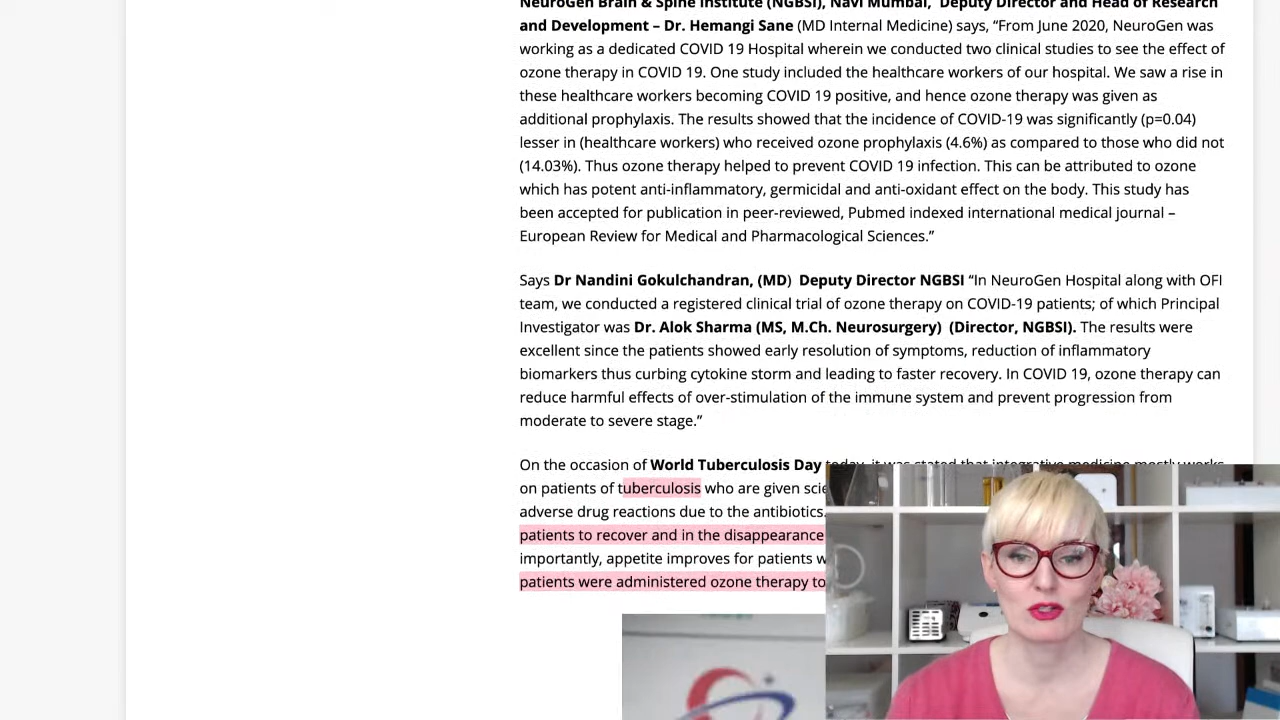 NeuroGen Brain & Spine Institute (NGBSI), Navi Mumbai, Deputy Director and Head of Research
and Development – Dr. Hemangi Sane (MD Internal Medicine) says, “From June 2020, NeuroGen was
working as a dedicated COVID 19 Hospital wherein we conducted two clinical studies to see the effect of
ozone therapy in COVID 19. One study included the healthcare workers of our hospital. We saw a rise in
these healthcare workers becoming COVID 19 positive, and hence ozone therapy was given as
additional prophylaxis. The results showed that the incidence of COVID-19 was significantly (p=0.04)
lesser in (healthcare workers) who received ozone prophylaxis (4.6%) as compared to those who did not
(14.03%). Thus ozone therapy helped to prevent COVID 19 infection. This can be attributed to ozone
which has potent anti-inflammatory, germicidal and anti-oxidant effect on the body. This study has
been accepted for publication in peer-reviewed, Pubmed indexed international medical journal –
European Review for Medical and Pharmacological Sciences.”
Says Dr Nandini Gokulchandran, (MD) Deputy Director NGBSI “In NeuroGen Hospital along with OFI
team, we conducted a registered clinical trial of ozone therapy on COVID-19 patients; of which Principal
Investigator was Dr. Alok Sharma (MS, M.Ch. Neurosurgery) (Director, NGBSI). The results were
excellent since the patients showed early resolution of symptoms, reduction of inflammatory
biomarkers thus curbing cytokine storm and leading to faster recovery. In COVID 19, ozone therapy can
reduce harmful effects of over-stimulation of the immune system and prevent progression from
moderate to severe stage.”
On the occasion of World Tuberculosis Day today, it was stated that integrative medicine mostly works
on patients of tuberculosis who are given
adverse drug reactions due to the antibiotics.
patients to recover and in the disappearance
importantly, appetite improves for patients
patients were administered ozone therapy to